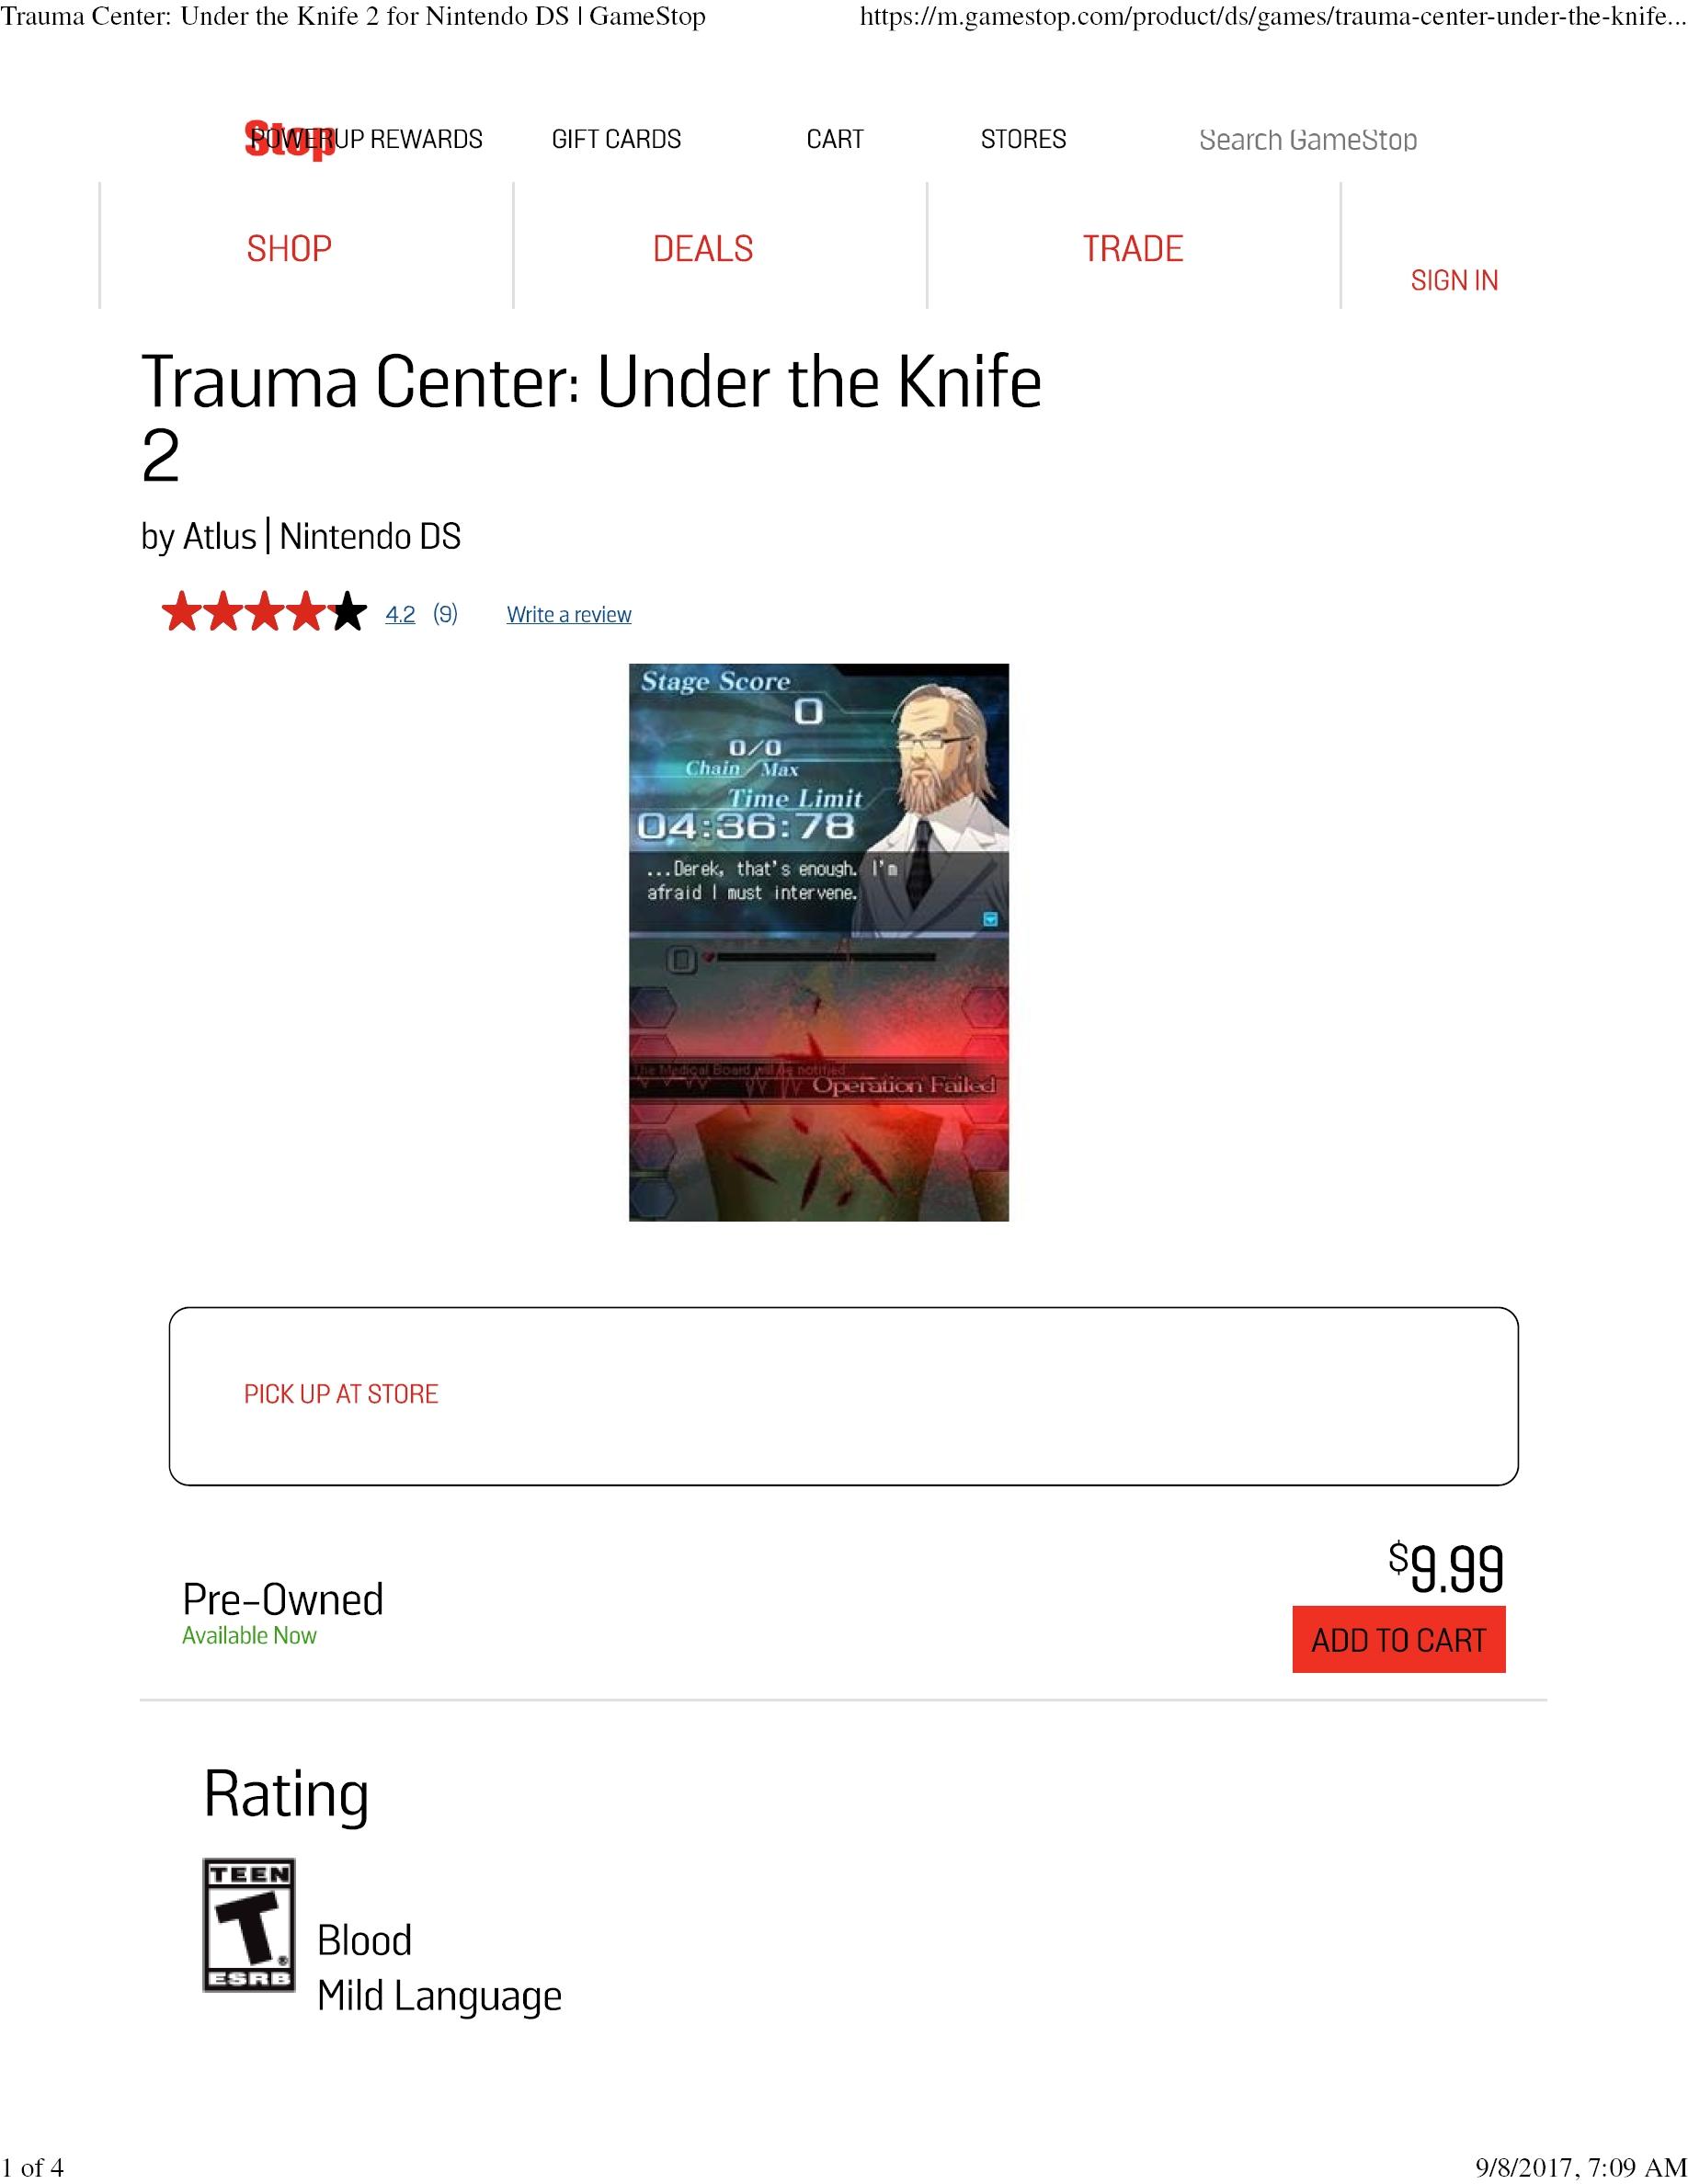 Trauma Center: Under the Knife 2 for Nintendo DS | GameStop
https://m.gamestop.com/product/ds/games/trauma-center-under-the-knife...
Stop
POWERUP REWARDS
GIFT CARDS
CART
STORES
Search GameStop
SHOP
DEALS
TRADE
SIGN IN
Trauma Center: Under the Knife
2
by Atlus | Nintendo DS
4.2 (9) Write a review
Stage Score
0
0/0
Chain / Max
Time Limit
04:36:78
...Derek, that's enough. I'm
afraid I must intervene.
0
The Medical Board will be notified
Operation Failed
PICK UP AT STORE
$9.99
Pre-Owned
Available Now
ADD TO CART
Rating
TEEN
T
®
ESRB
Blood
Mild Language
1 of 4
9/8/2017, 7:09 AM